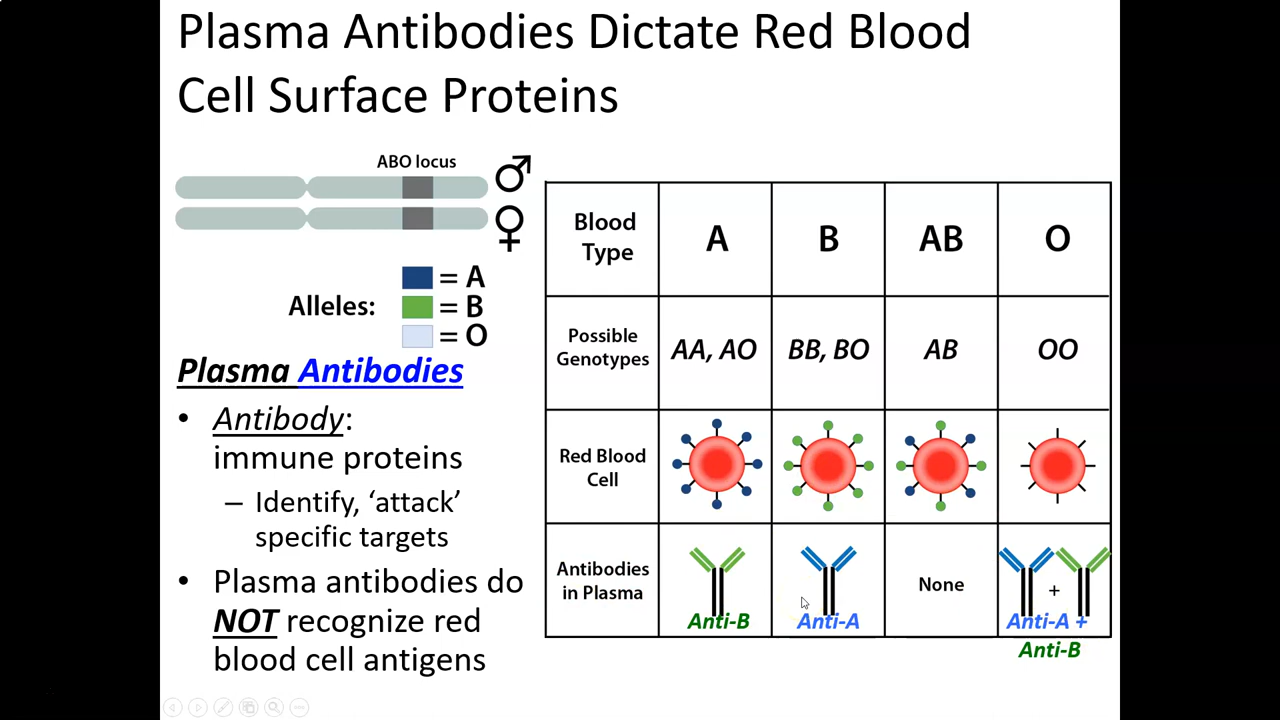 Plasma Antibodies Dictate Red Blood
Cell Surface Proteins
ABO locus
♂
♀
Alleles:
= A
= B
= O
Plasma Antibodies
• Antibody:
immune proteins
– Identify, ‘attack’
specific targets
• Plasma antibodies do
NOT recognize red
blood cell antigens
Blood
Type
A
B
AB
O
Possible
Genotypes
AA, AO
BB, BO
AB
OO
Red Blood
Cell
Antibodies
in Plasma
Anti-B
Anti-A
None
+
Anti-A +
Anti-B